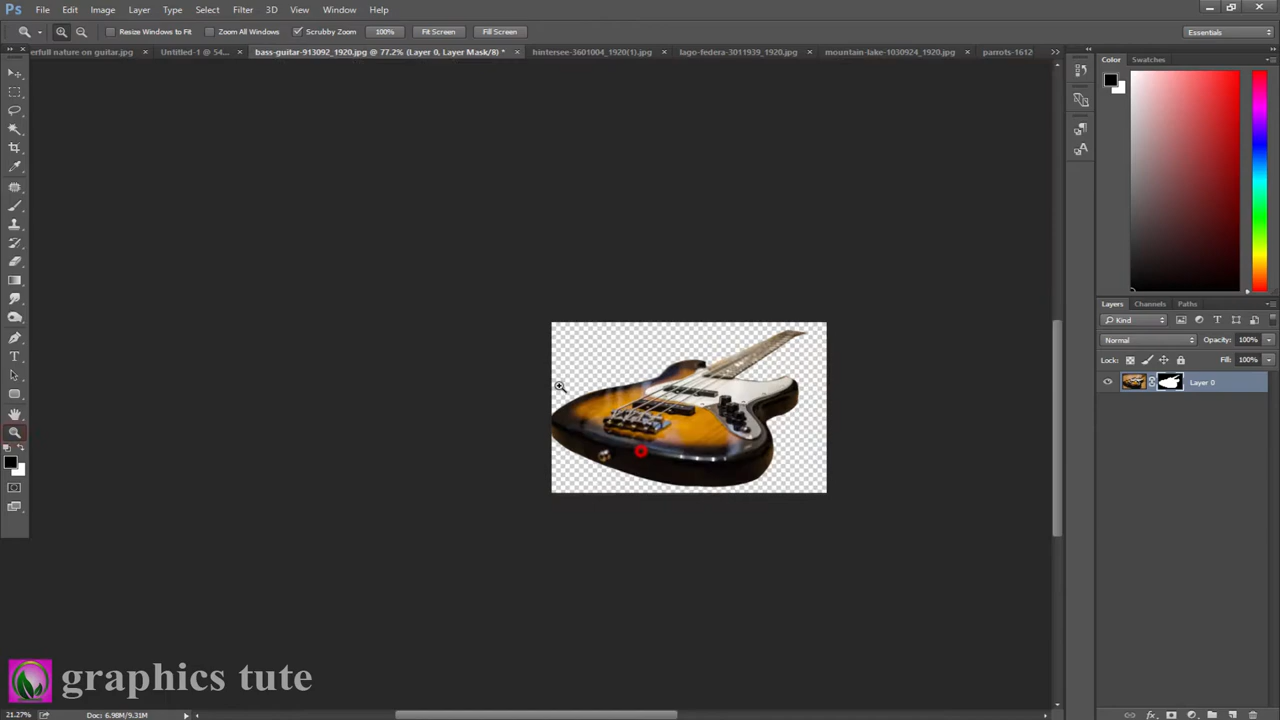 Ps File Edit Image Layer Type Select Filter 3D View Window Help
Resize Windows to Fit Zoom All Windows Scrubby Zoom 100% Fit Screen Fill Screen Essentials
erfull nature on guitar.jpg × Untitled-1 @ 54... × bass-guitar-913092_1920.jpg @ 77.2% (Layer 0, Layer Mask/8) * × hintersee-3601004_1920(1).jpg × lago-federa-3011939_1920.jpg × mountain-lake-1030924_1920.jpg × parrots-1612 >>
Color Swatches
Layers Channels Paths
Kind
Normal Opacity: 100%
Lock: Fill: 100%
Layer 0
graphics tute
21.27% Doc: 6.98M/9.31M